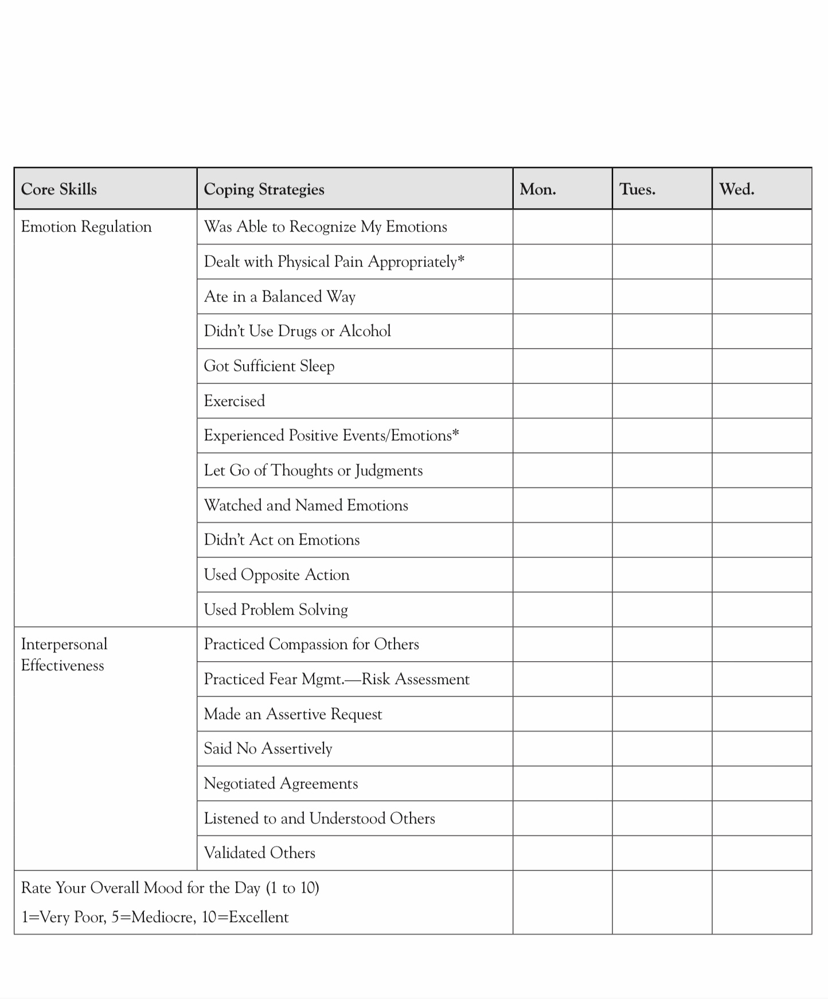 Core Skills Coping Strategies Mon. Tues. Wed.
Emotion Regulation Was Able to Recognize My Emotions
Dealt with Physical Pain Appropriately*
Ate in a Balanced Way
Didn’t Use Drugs or Alcohol
Got Sufficient Sleep
Exercised
Experienced Positive Events/Emotions*
Let Go of Thoughts or Judgments
Watched and Named Emotions
Didn’t Act on Emotions
Used Opposite Action
Used Problem Solving
Interpersonal Practiced Compassion for Others
Effectiveness
Practiced Fear Mgmt.—Risk Assessment
Made an Assertive Request
Said No Assertively
Negotiated Agreements
Listened to and Understood Others
Validated Others
Rate Your Overall Mood for the Day (1 to 10)
1=Very Poor, 5=Mediocre, 10=Excellent